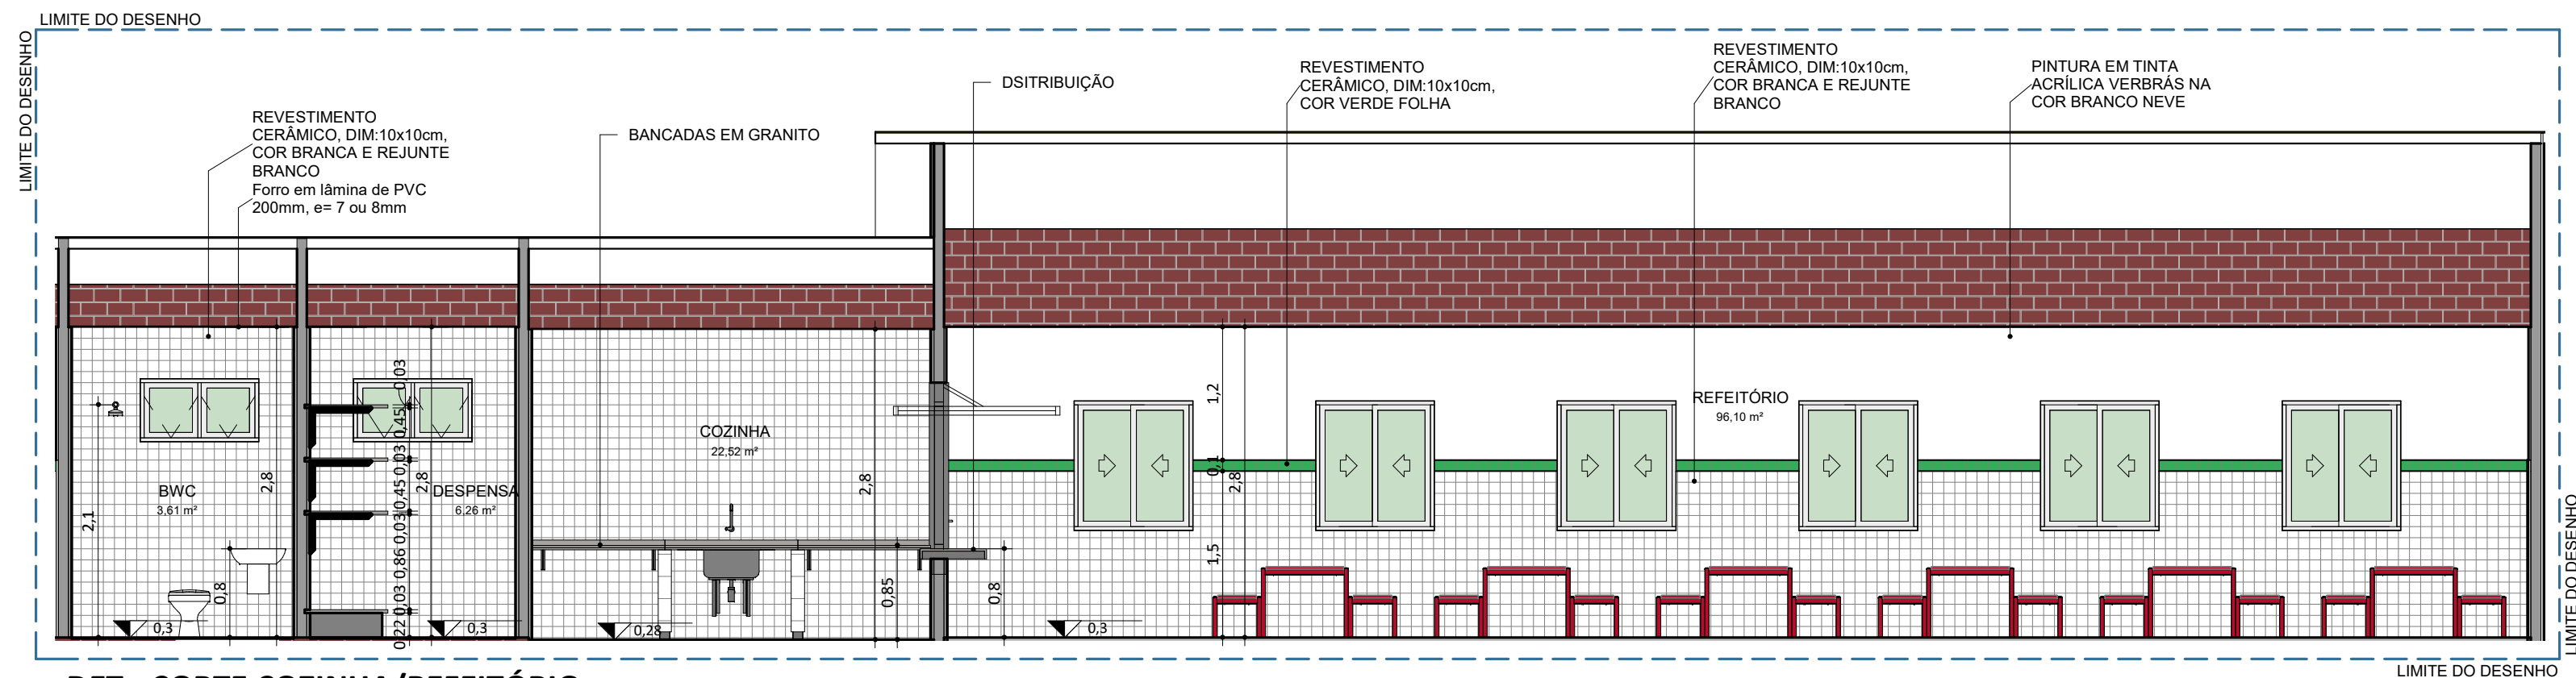 LIMITE DO DESENHO
LIMITE DO DESENHO
REVESTIMENTO
CERÂMICO, DIM:10x10cm,
COR BRANCA E REJUNTE
BRANCO
Forro em lâmina de PVC
200mm, e= 7 ou 8mm
BANCADAS EM GRANITO
DSITRIBUIÇÃO
REVESTIMENTO
CERÂMICO, DIM:10x10cm,
COR VERDE FOLHA
REVESTIMENTO
CERÂMICO, DIM:10x10cm,
COR BRANCA E REJUNTE
BRANCO
PINTURA EM TINTA
ACRÍLICA VERBRÁS NA
COR BRANCO NEVE
BWC
3,61 m²
2,1
2,8
0,8
0,3
DESPENSA
6,26 m²
0,03
0,45
0,03
0,45
0,03
0,86
0,03
0,22
2,8
0,3
COZINHA
22,52 m²
2,8
0,85
0,28
REFEITÓRIO
96,10 m²
1,2
0,1
2,8
1,5
0,8
0,3
LIMITE DO DESENHO
LIMITE DO DESENHO
DET - CORTE COZINHA/REFEITÓRIO